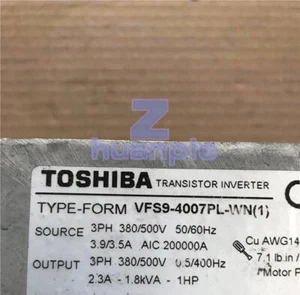 Z
huanpic
TOSHIBA TRANSISTOR INVERTER
TYPE-FORM VFS9-4007PL-WN(1)
SOURCE 3PH 380/500V 50/60Hz
3.9/3.5A AIC 200000A
Cu AWG14
7.1 lb.in /
OUTPUT 3PH 380/500V 0.5/400Hz
"Motor P
2.3A - 1.8kVA - 1HP